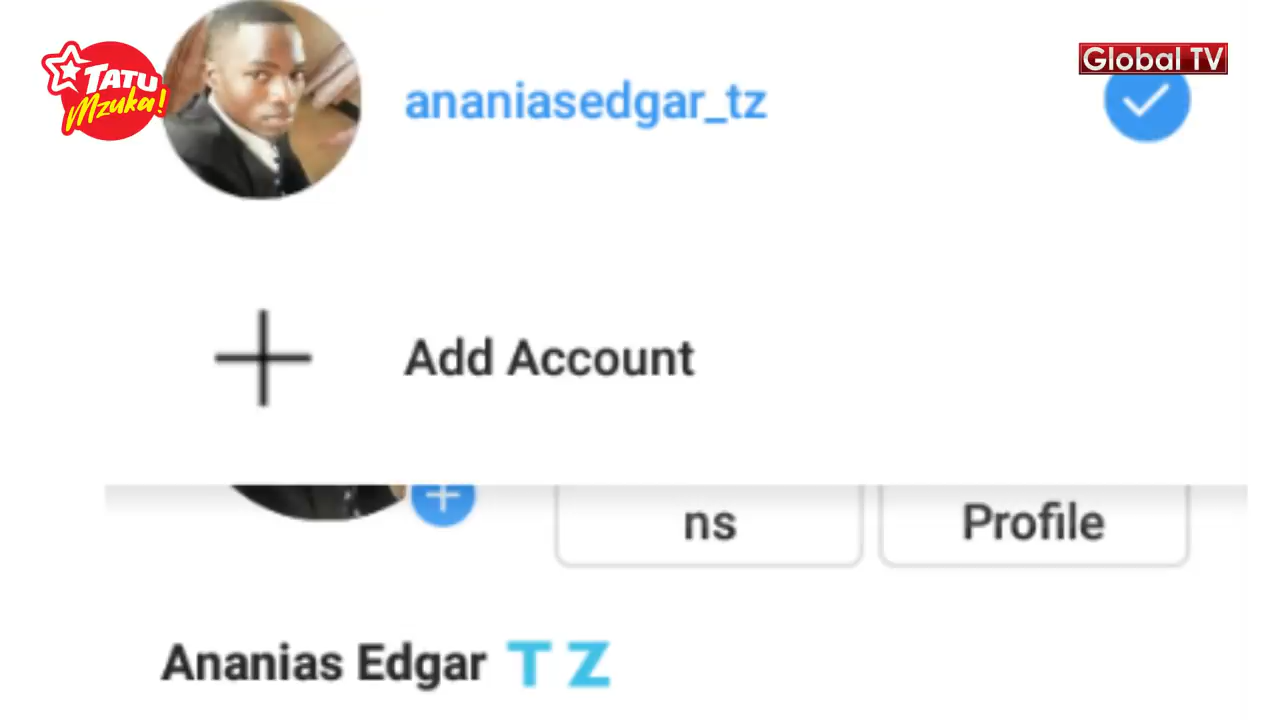 TATU
Mzuka!
Global TV
ananiasedgar_tz
Add Account
ns
Profile
Ananias Edgar T Z